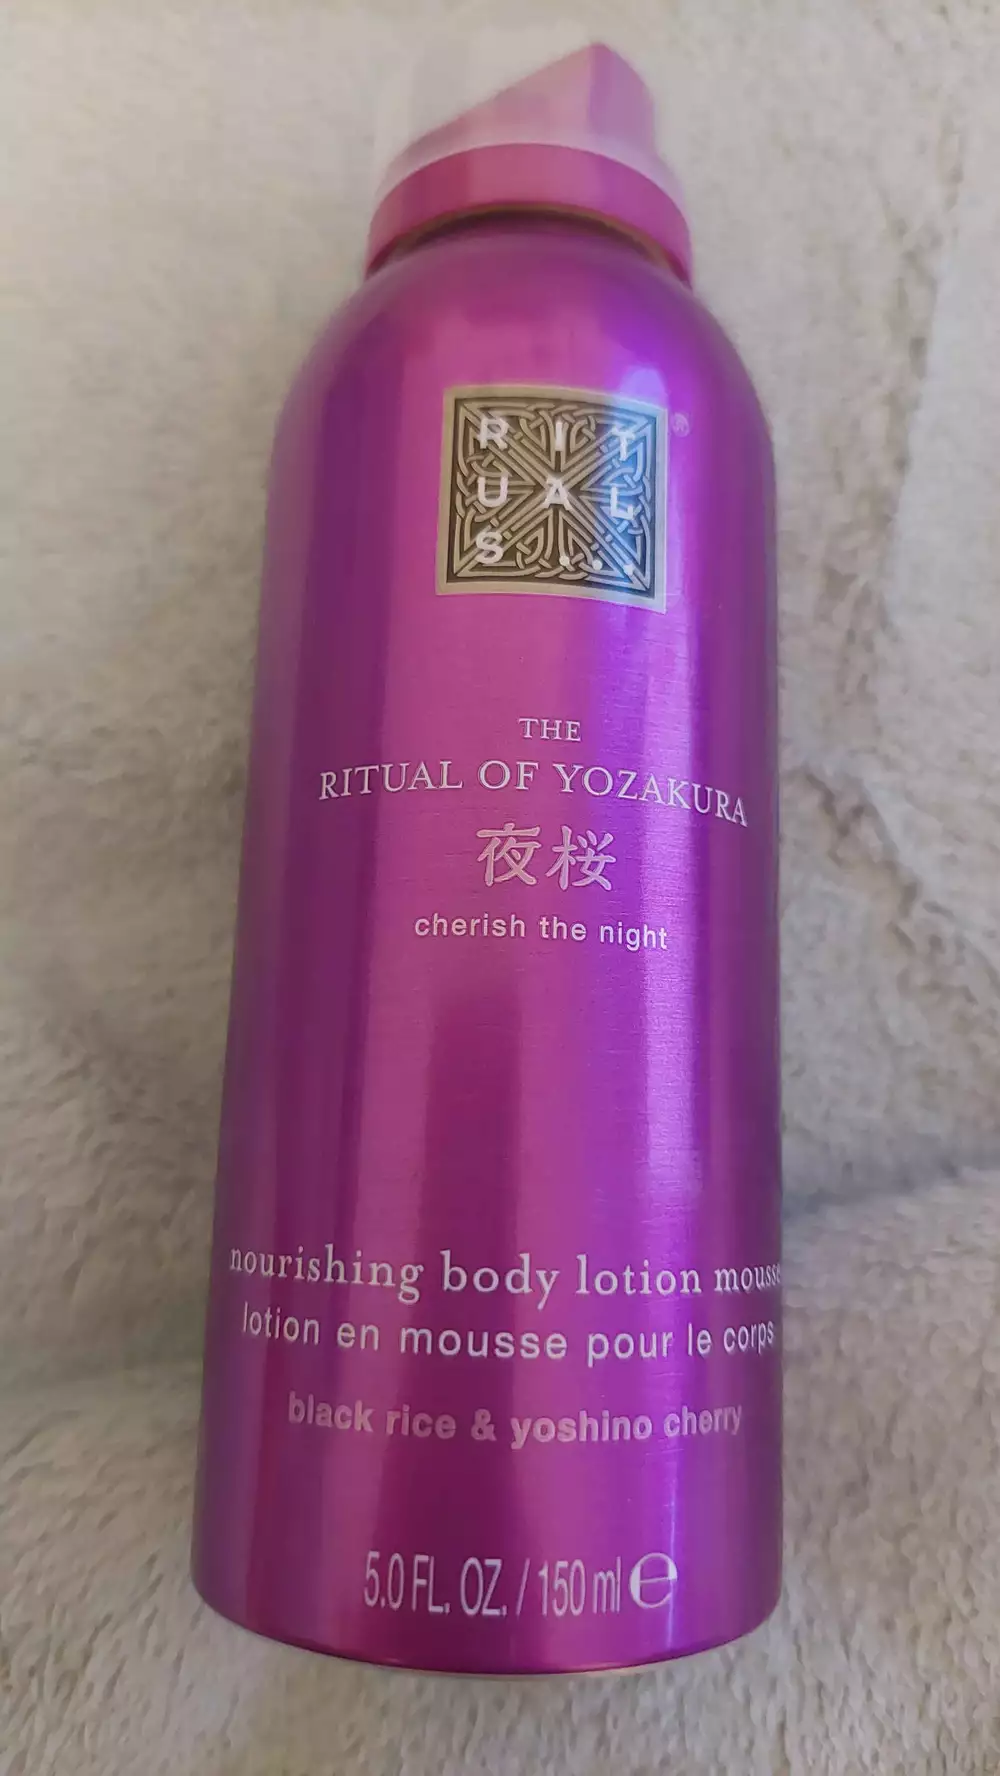 RIT
UAL
S...
®
THE
RITUAL OF YOZAKURA
夜桜
cherish the night
nourishing body lotion mousse
lotion en mousse pour le corps
black rice & yoshino cherry
5.0 FL. OZ. / 150 ml ℮